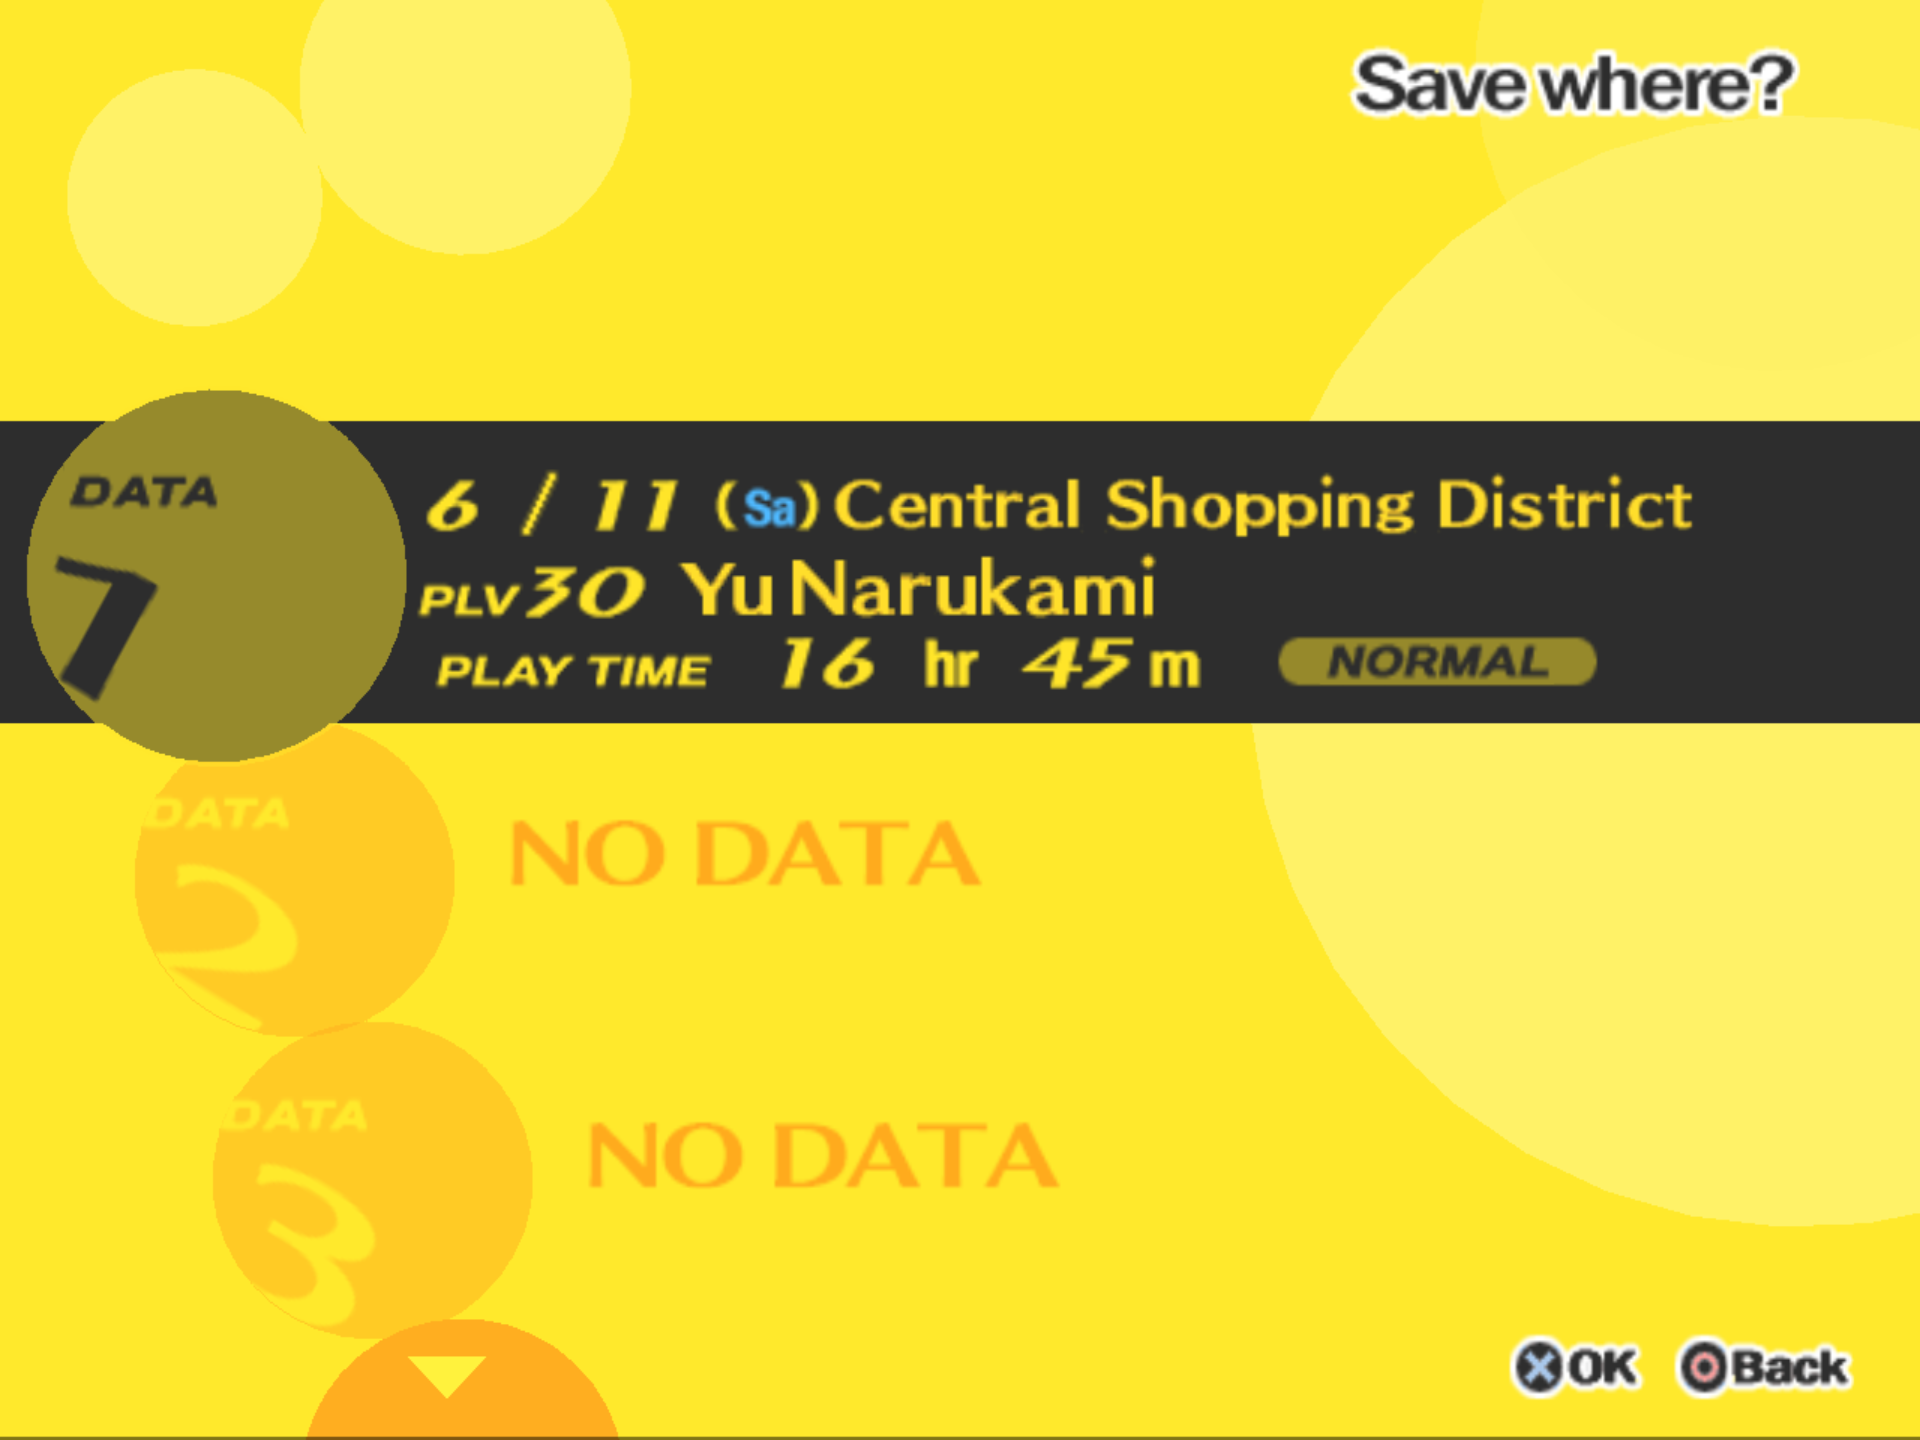 Save where?
DATA
1
6 / 11 (Sa) Central Shopping District
PLV 30 Yu Narukami
PLAY TIME 16 hr 45 m NORMAL
DATA
2
NO DATA
DATA
3
NO DATA
OK Back